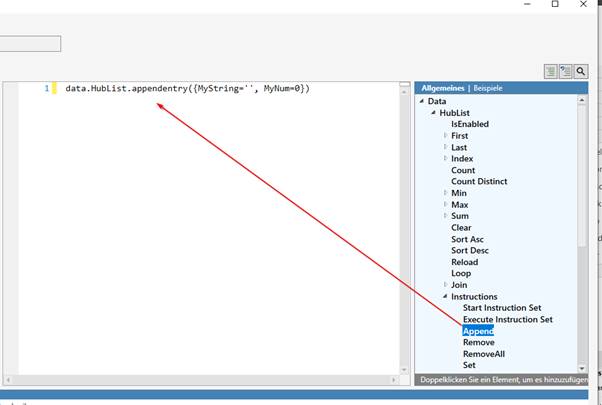 1 data.HubList.appendentry({MyString='', MyNum=0})
Allgemeines | Beispiele
Data
HubList
IsEnabled
First
Last
Index
Count
Count Distinct
Min
Max
Sum
Clear
Sort Asc
Sort Desc
Reload
Loop
Join
Instructions
Start Instruction Set
Execute Instruction Set
Append
Remove
RemoveAll
Set
Doppelklicken Sie ein Element, um es hinzuzufügen